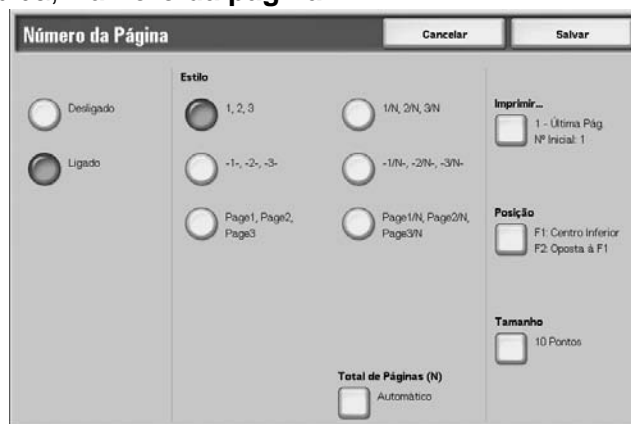 Número da Página
Cancelar
Salvar
Estilo
Desligado
Ligado
1, 2, 3
1/N, 2/N, 3/N
-1-, -2-, -3-
-1/N-, -2/N-, -3/N-
Page1, Page2,
Page3
Page1/N, Page2/N,
Page3/N
Imprimir...
1 - Última Pág.
Nº Inicial: 1
Posição
F1: Centro Inferior
F2: Oposta à F1
Tamanho
10 Pontos
Total de Páginas (N)
Automático